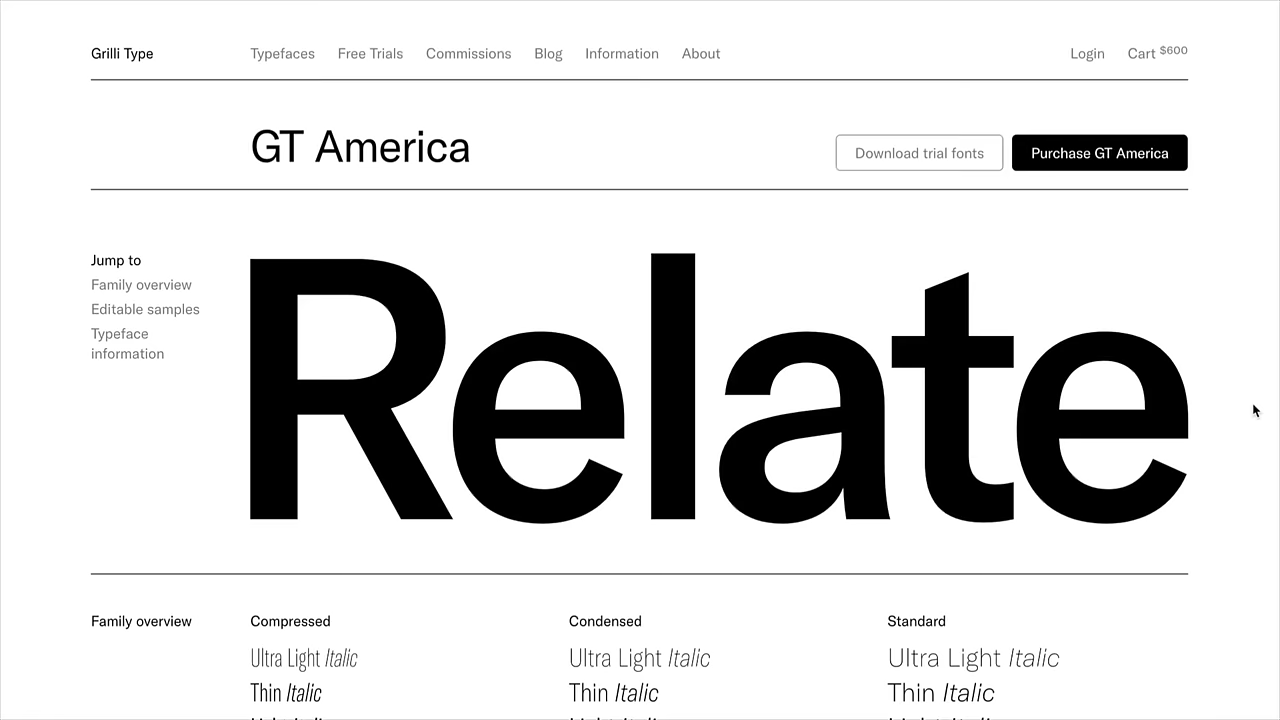 Grilli Type Typefaces Free Trials Commissions Blog Information About Login Cart $600
GT America Download trial fonts Purchase GT America
Jump to
Family overview
Editable samples
Typeface
information
Relate
Family overview Compressed Condensed Standard
Ultra Light Italic Ultra Light Italic Ultra Light Italic
Thin Italic Thin Italic Thin Italic